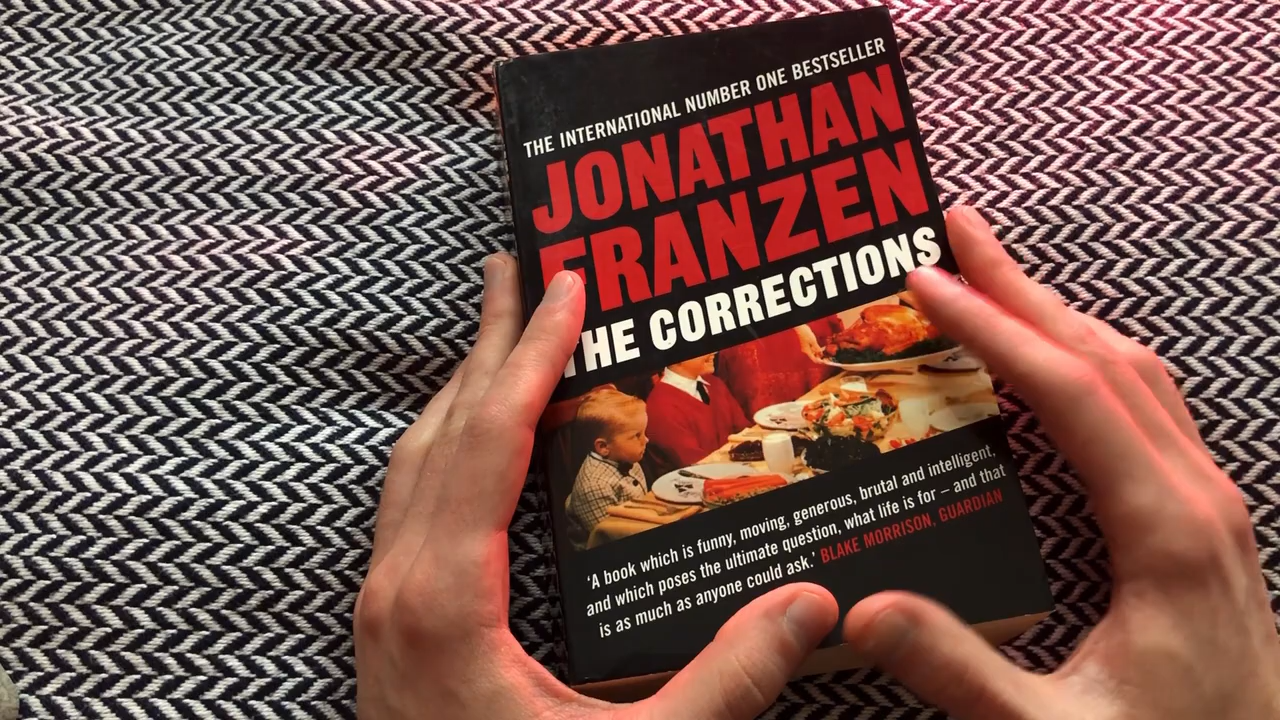 THE INTERNATIONAL NUMBER ONE BESTSELLER
JONATHAN
FRANZEN
THE CORRECTIONS
‘A book which is funny, moving, generous, brutal and intelligent,
and which poses the ultimate question, what life is for – and that
is as much as anyone could ask.’ BLAKE MORRISON, GUARDIAN